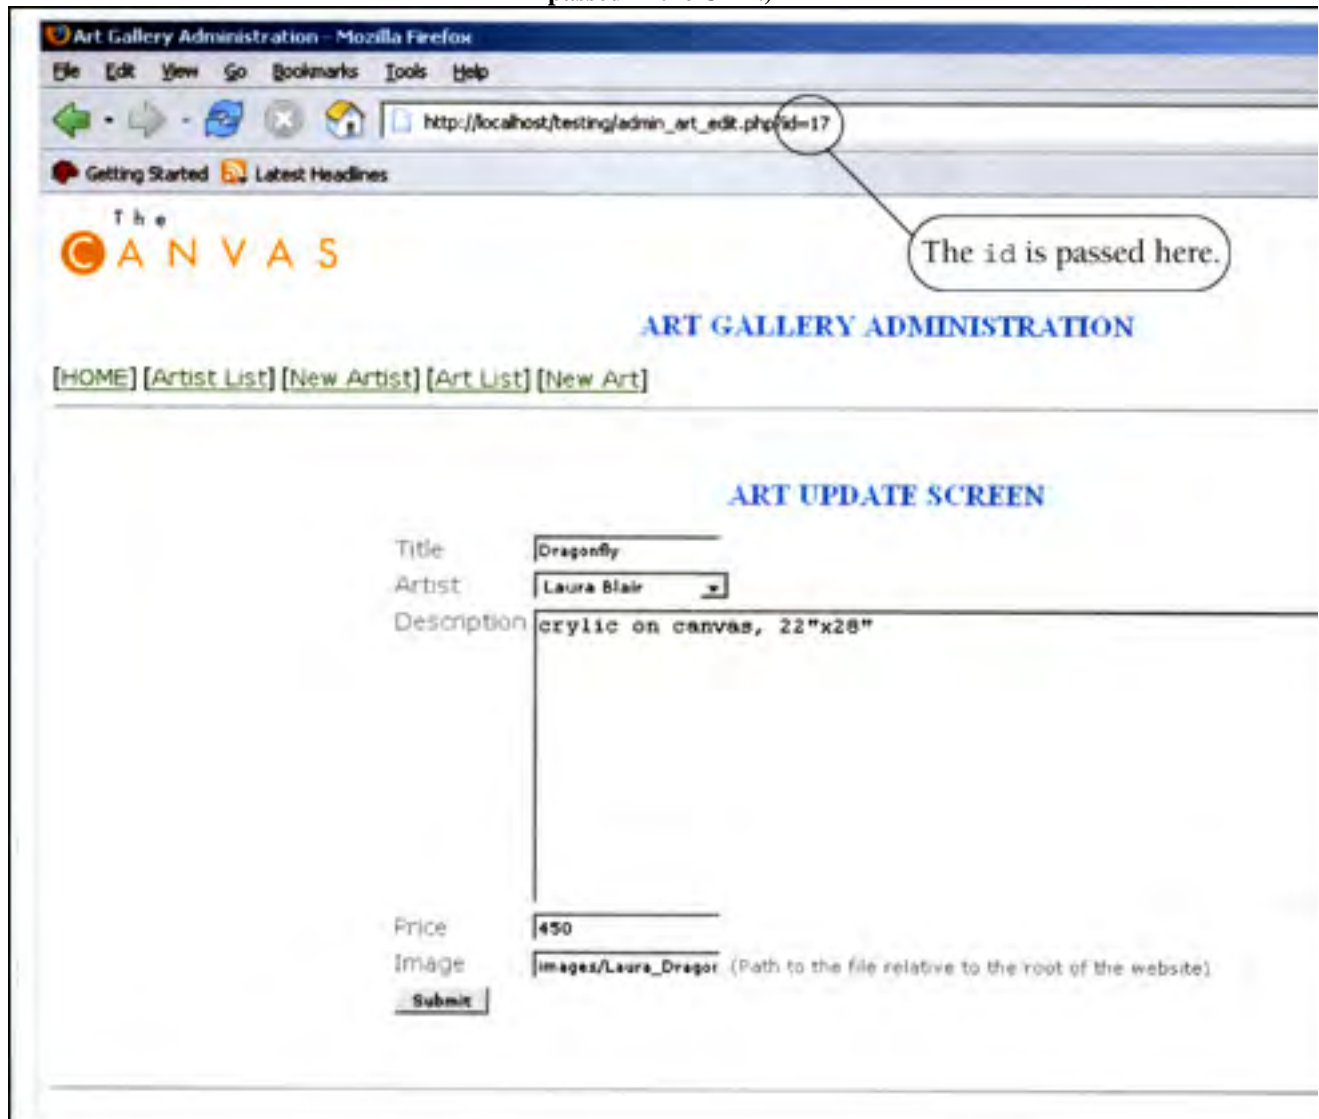 Art Gallery Administration - Mozilla Firefox
File Edit View Go Bookmarks Tools Help
http://localhost/testing/admin_art_edit.php?id=17
Getting Started Latest Headlines
The
CANVAS
The id is passed here.
ART GALLERY ADMINISTRATION
[HOME] [Artist List] [New Artist] [Art List] [New Art]
ART UPDATE SCREEN
Title Dragonfly
Artist Laura Blair
Description crylic on canvas, 22"x28"
Price 450
Image images/Laura_Dragor (Path to the file relative to the root of the website)
Submit